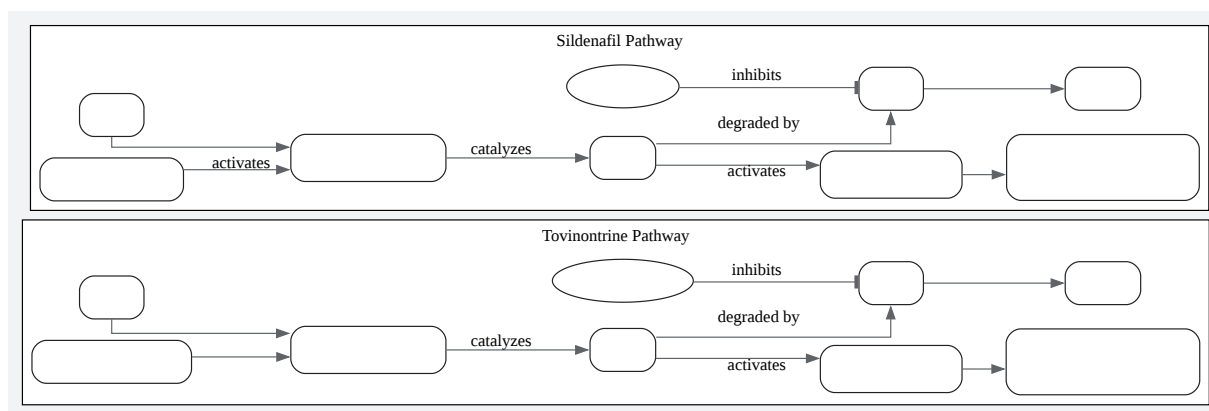 Sildenafil Pathway
inhibits
degraded by
activates
catalyzes
activates
Tovinontrine Pathway
inhibits
degraded by
catalyzes
activates